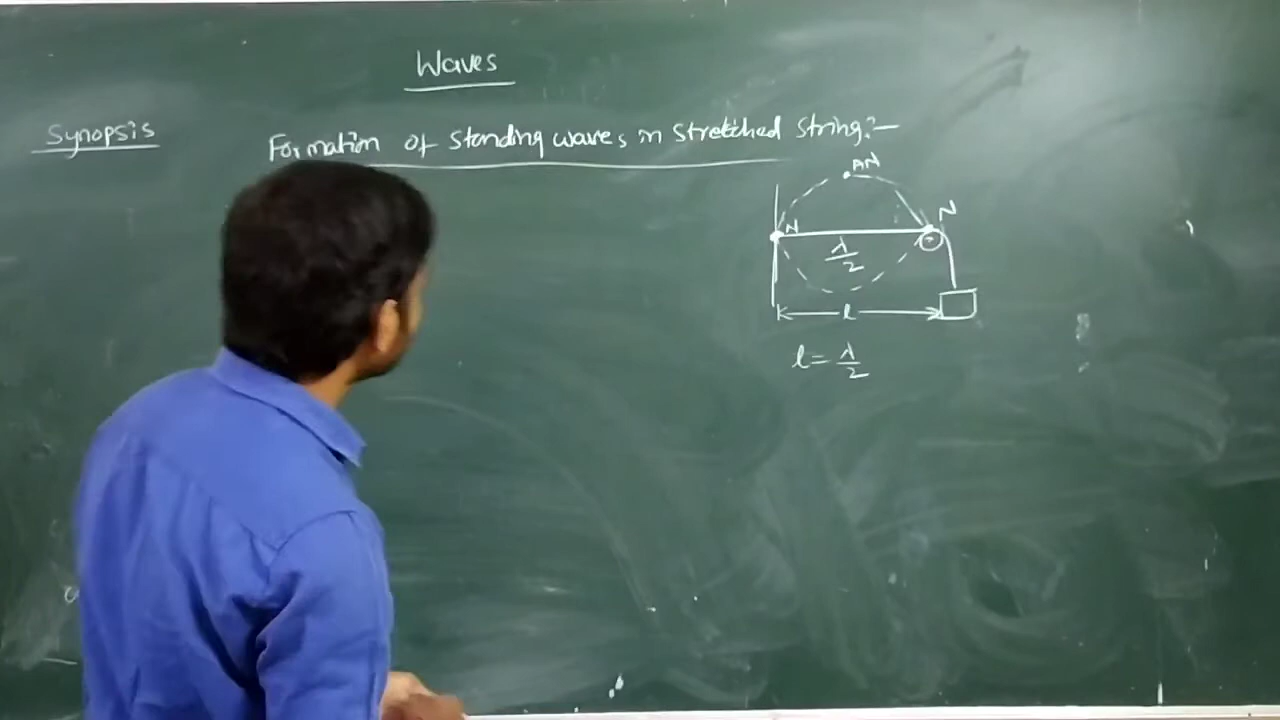 Waves
Synopsis
Formation of standing waves in stretched string:-
AN
N
N
λ/2
l
l = λ/2